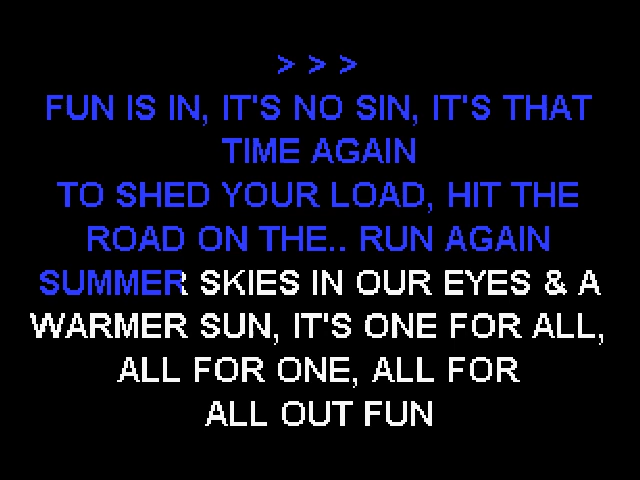 > > >
FUN IS IN, IT'S NO SIN, IT'S THAT
TIME AGAIN
TO SHED YOUR LOAD, HIT THE
ROAD ON THE.. RUN AGAIN
SUMMER SKIES IN OUR EYES & A
WARMER SUN, IT'S ONE FOR ALL,
ALL FOR ONE, ALL FOR
ALL OUT FUN